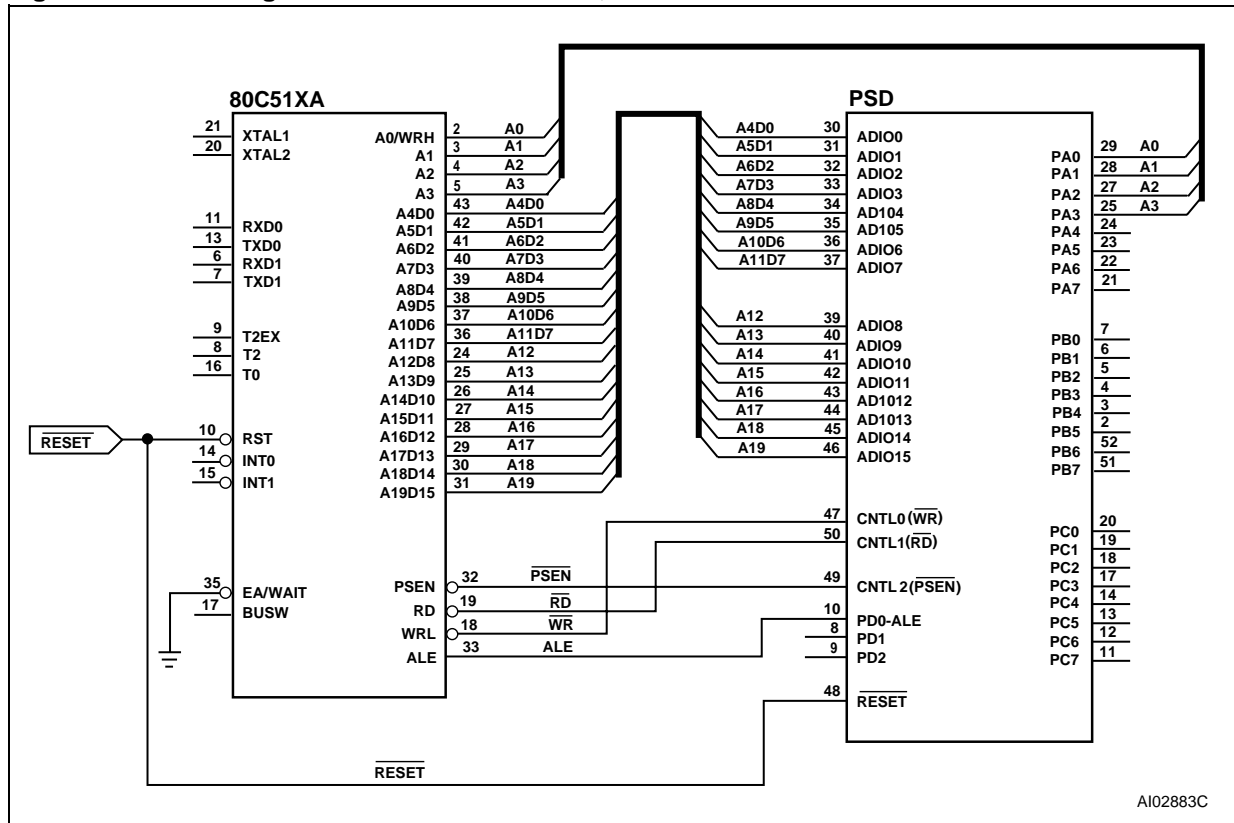 80C51XA
21 XTAL1
20 XTAL2
11 RXD0
13 TXD0
6 RXD1
7 TXD1
9 T2EX
8 T2
16 T0
RESET
10 RST
14 INT0
15 INT1
35 EA/WAIT
17 BUSW
A0/WRH 2 A0
A1 3 A1
A2 4 A2
A3 5 A3
A4D0 43 A4D0
A5D1 42 A5D1
A6D2 41 A6D2
A7D3 40 A7D3
A8D4 39 A8D4
A9D5 38 A9D5
A10D6 37 A10D6
A11D7 36 A11D7
A12D8 24 A12
A13D9 25 A13
A14D10 26 A14
A15D11 27 A15
A16D12 28 A16
A17D13 29 A17
A18D14 30 A18
A19D15 31 A19
PSEN 32 PSEN
RD 19 RD
WRL 18 WR
ALE 33 ALE
RESET
PSD
A4D0 30 ADIO0
A5D1 31 ADIO1
A6D2 32 ADIO2
A7D3 33 ADIO3
A8D4 34 AD104
A9D5 35 AD105
A10D6 36 ADIO6
A11D7 37 ADIO7
A12 39 ADIO8
A13 40 ADIO9
A14 41 ADIO10
A15 42 ADIO11
A16 43 AD1012
A17 44 AD1013
A18 45 ADIO14
A19 46 ADIO15
47 CNTL0(WR)
50 CNTL1(RD)
49 CNTL 2(PSEN)
10 PD0-ALE
8 PD1
9 PD2
48 RESET
PA0 29 A0
PA1 28 A1
PA2 27 A2
PA3 25 A3
PA4 24
PA5 23
PA6 22
PA7 21
PB0 7
PB1 6
PB2 5
PB3 4
PB4 3
PB5 2
PB6 52
PB7 51
PC0 20
PC1 19
PC2 18
PC3 17
PC4 14
PC5 13
PC6 12
PC7 11
AI02883C